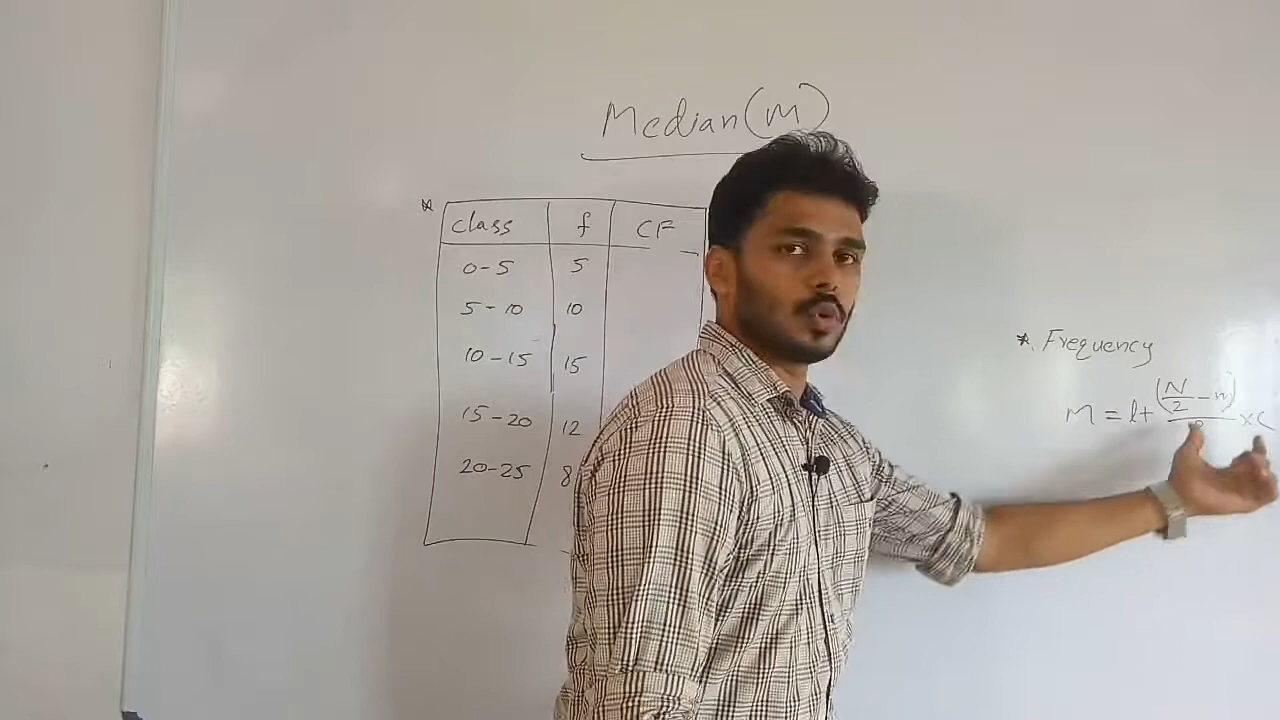 Median (M)
* class f CF
0-5 5
5-10 10
10-15 15
15-20 12
20-25 8
* Frequency
M = l + (N/2 - m) × c